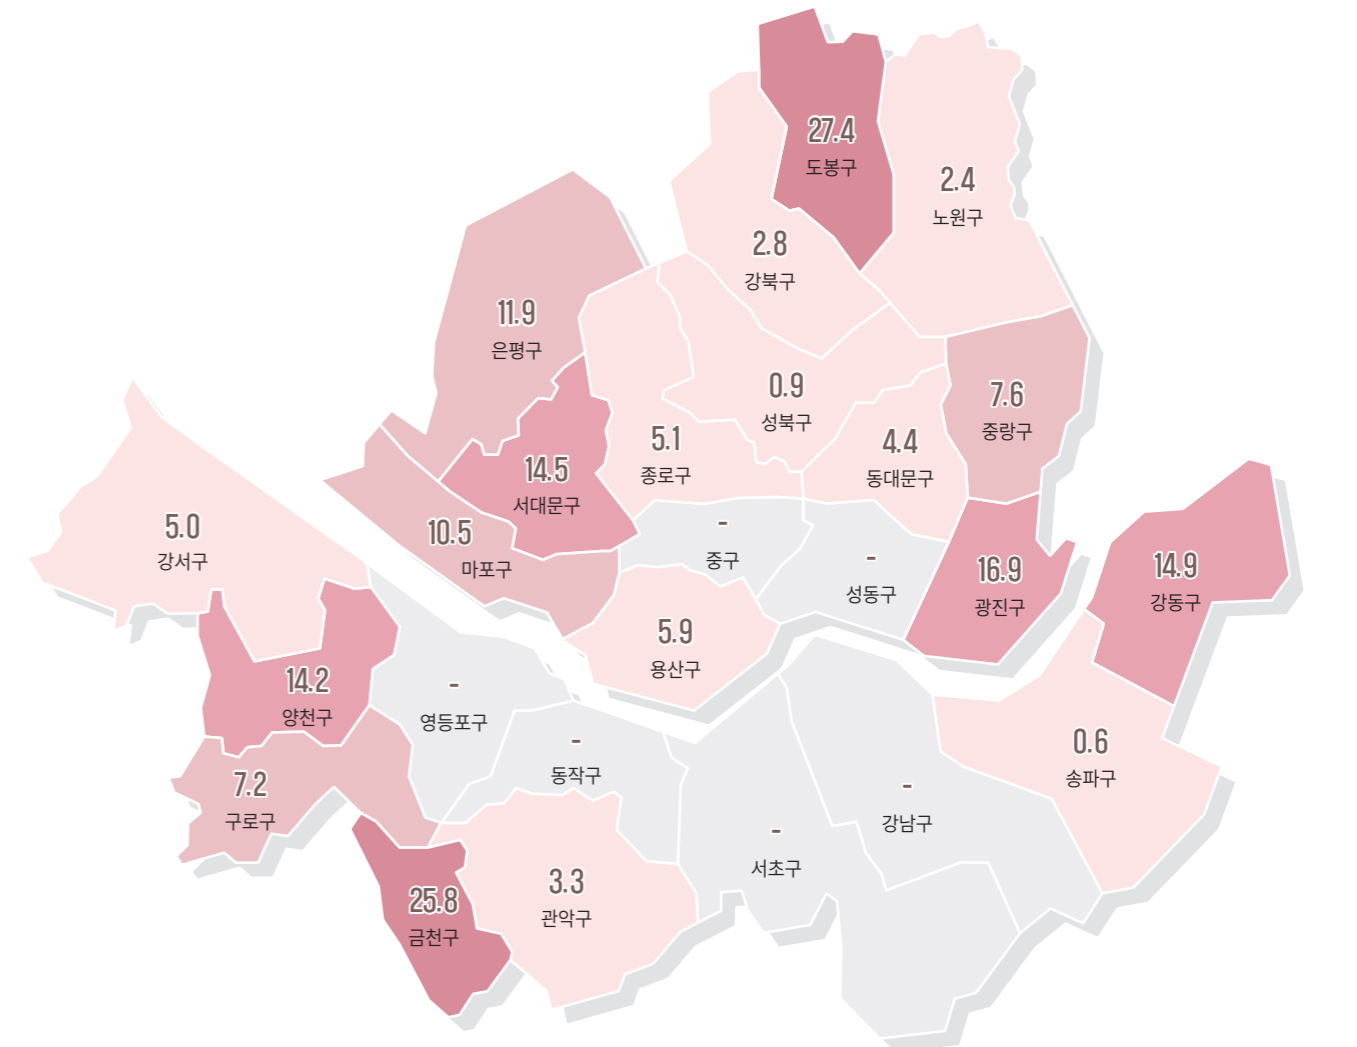 27.4
도봉구
2.4
노원구
2.8
강북구
11.9
은평구
0.9
성북구
7.6
중랑구
5.1
종로구
4.4
동대문구
14.5
서대문구
10.5
마포구
5.0
강서구
-
중구
-
성동구
16.9
광진구
14.9
강동구
5.9
용산구
14.2
양천구
-
영등포구
-
동작구
0.6
송파구
7.2
구로구
-
강남구
-
서초구
25.8
금천구
3.3
관악구